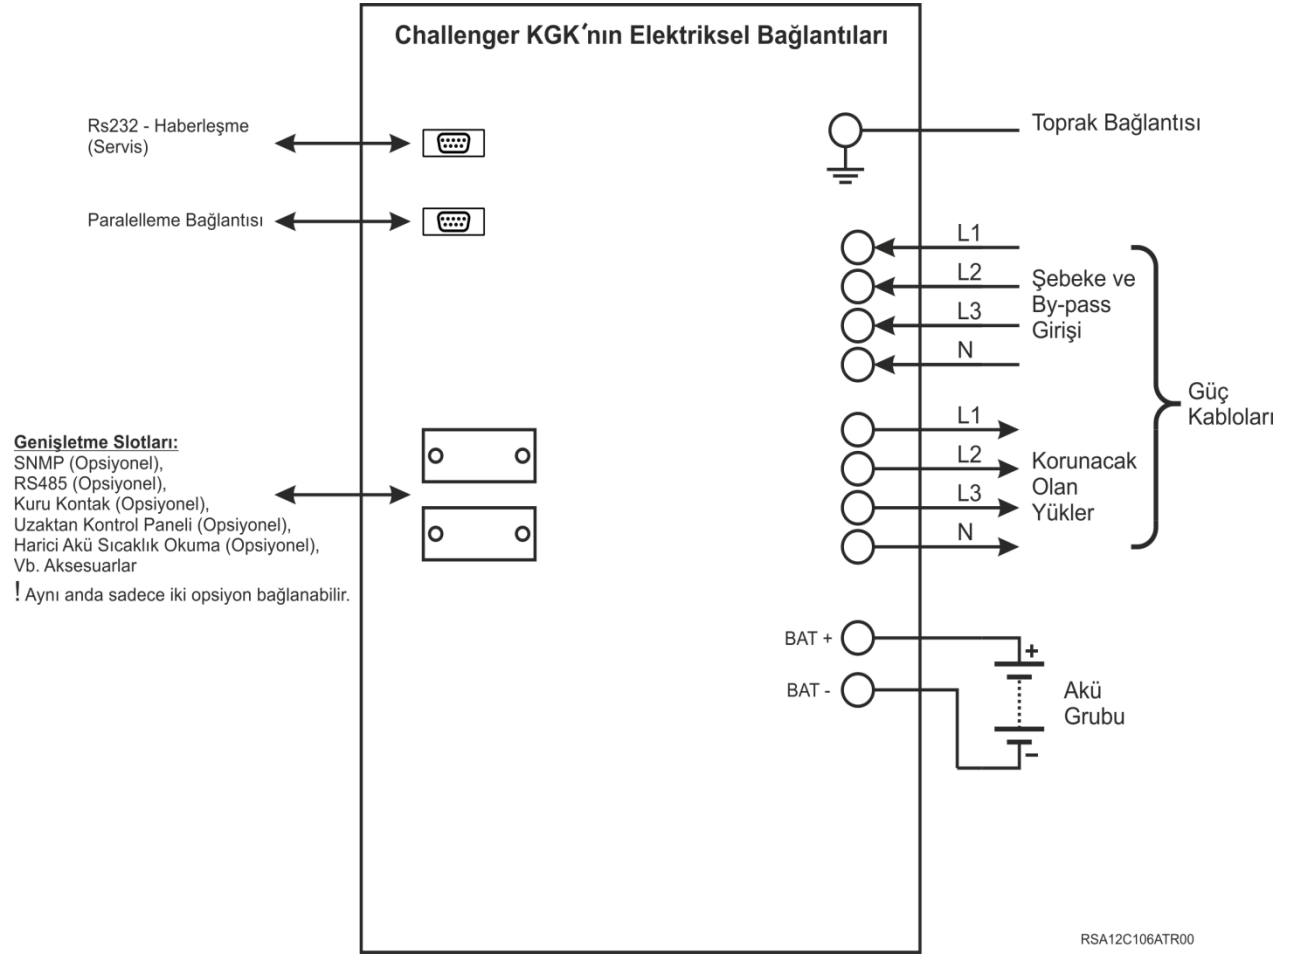 Challenger KGK′nın Elektriksel Bağlantıları
Rs232 - Haberleşme
(Servis)
Paralelleme Bağlantısı
Genişletme Slotları:
SNMP (Opsiyonel),
RS485 (Opsiyonel),
Kuru Kontak (Opsiyonel),
Uzaktan Kontrol Paneli (Opsiyonel),
Harici Akü Sıcaklık Okuma (Opsiyonel),
Vb. Aksesuarlar
! Aynı anda sadece iki opsiyon bağlanabilir.
Toprak Bağlantısı
L1
L2
L3
N
Şebeke ve
By-pass
Girişi
L1
L2
L3
N
Korunacak
Olan
Yükler
Güç
Kabloları
BAT +
BAT -
+
−
Akü
Grubu
RSA12C106ATR00